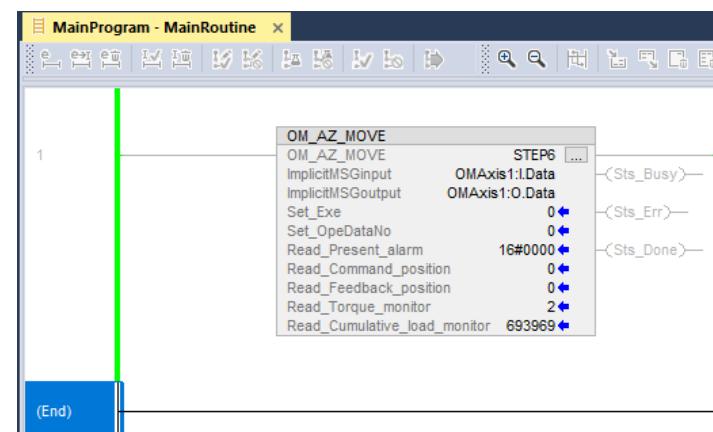 MainProgram - MainRoutine ×
1
OM_AZ_MOVE
OM_AZ_MOVE STEP6 ...
ImplicitMSGinput OMAxis1:I.Data (Sts_Busy)
ImplicitMSGoutput OMAxis1:O.Data
Set_Exe 0 (Sts_Err)
Set_OpeDataNo 0
Read_Present_alarm 16#0000 (Sts_Done)
Read_Command_position 0
Read_Feedback_position 0
Read_Torque_monitor 2
Read_Cumulative_load_monitor 693969
(End)